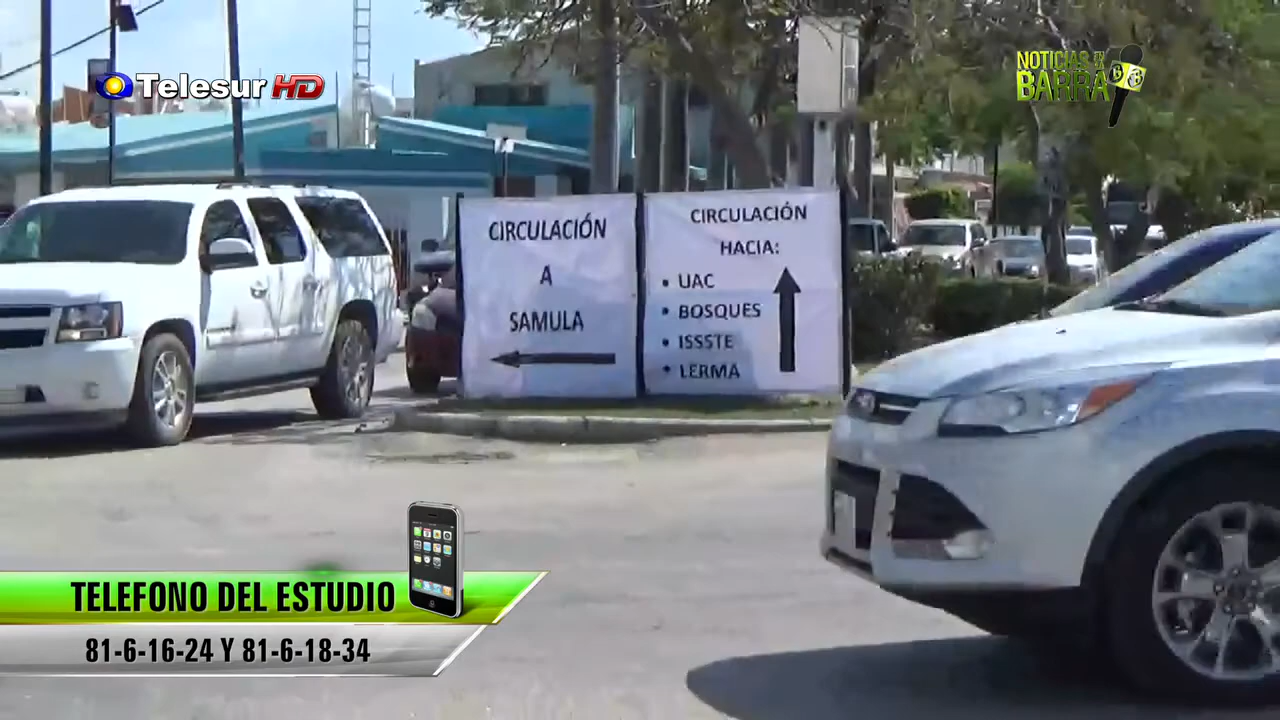 Telesur HD
NOTICIAS EN
BARRA
CIRCULACIÓN
A
SAMULA
CIRCULACIÓN
HACIA:
• UAC
• BOSQUES
• ISSSTE
• LERMA
TELEFONO DEL ESTUDIO
81-6-16-24 Y 81-6-18-34